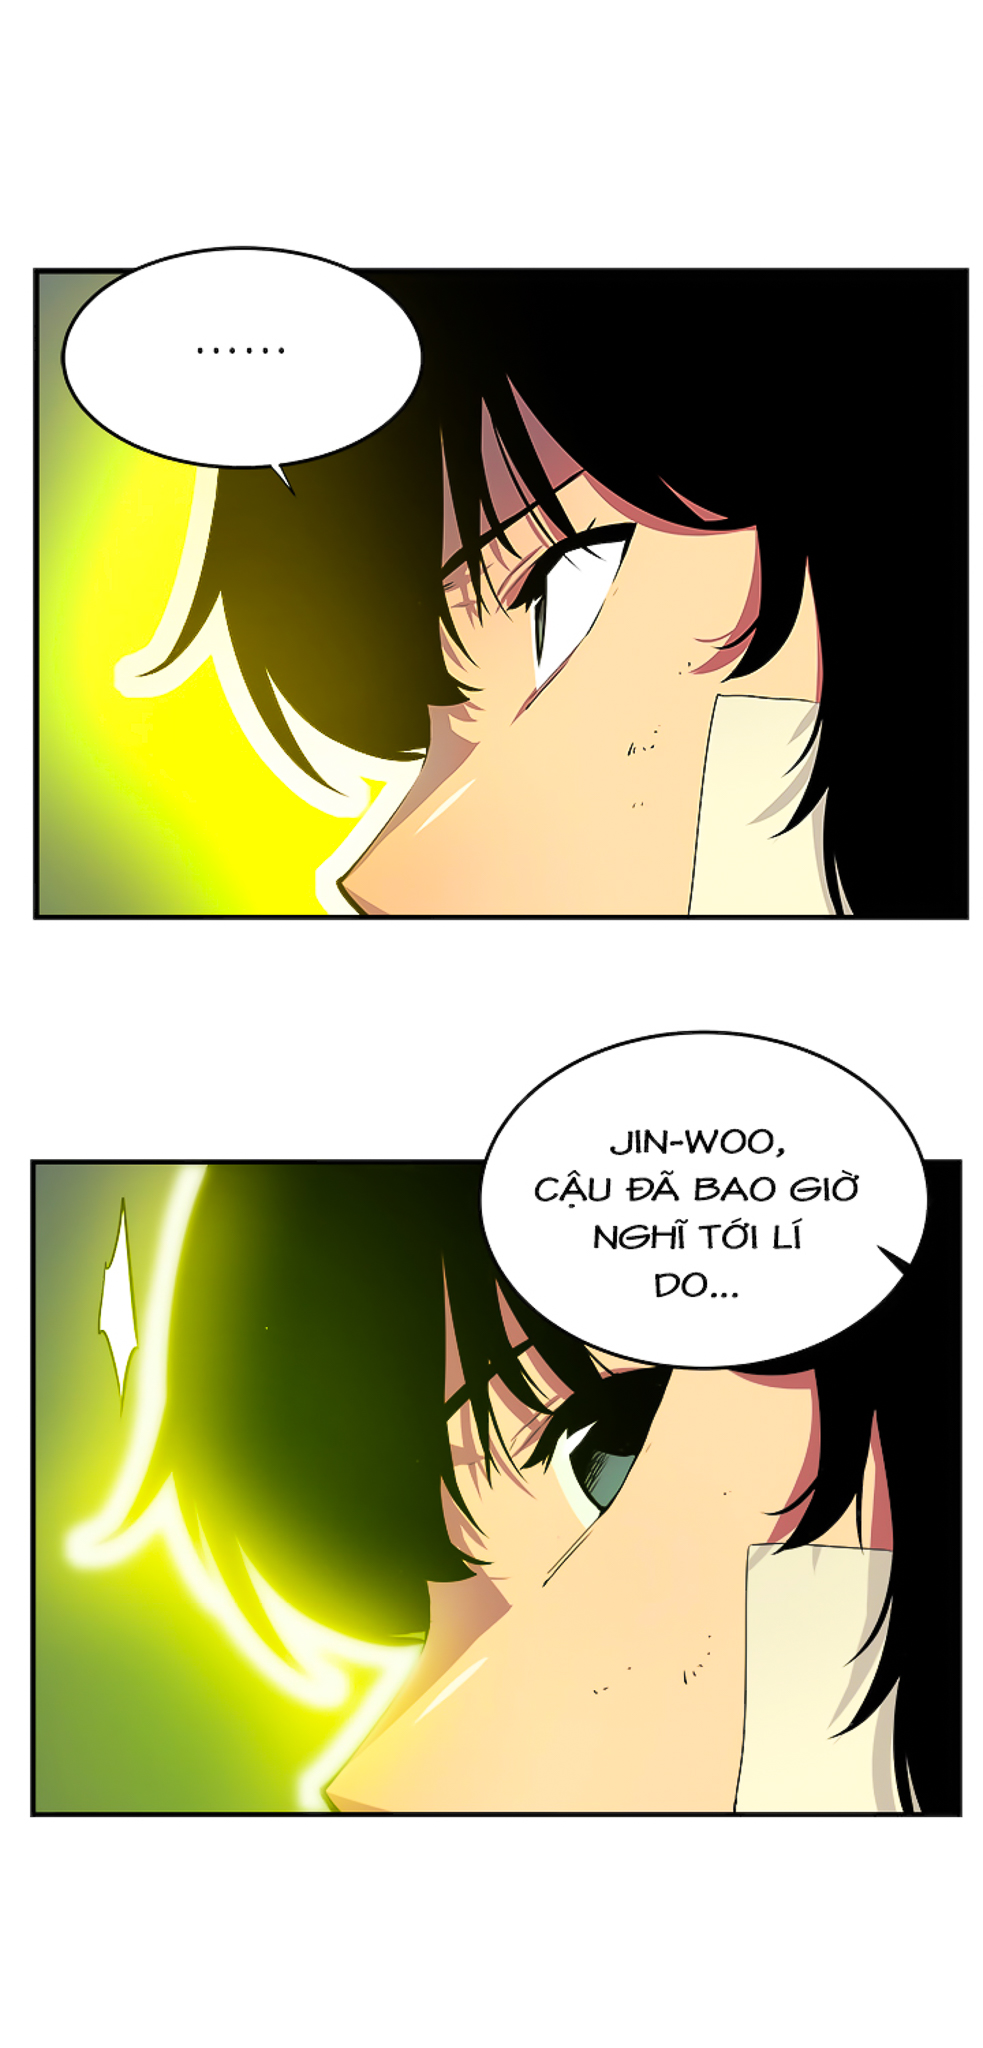 ......
JIN-WOO,
CẬU ĐÃ BAO GIỜ
NGHĨ TỚI LÍ
DO...